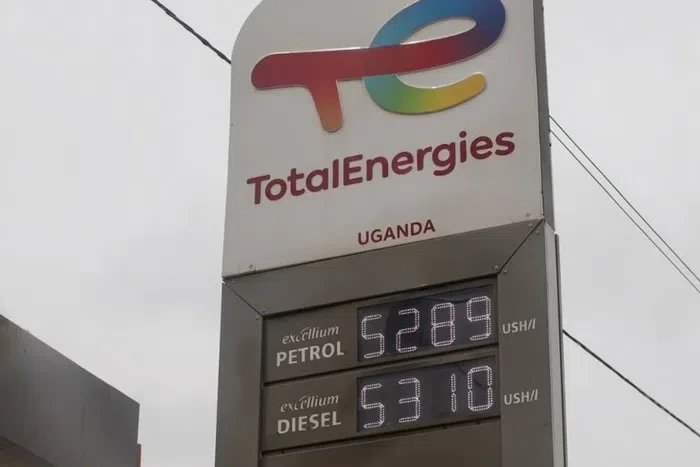 TotalEnergies
UGANDA
excellium
PETROL 5289 USH/l
excellium
DIESEL 5310 USH/l